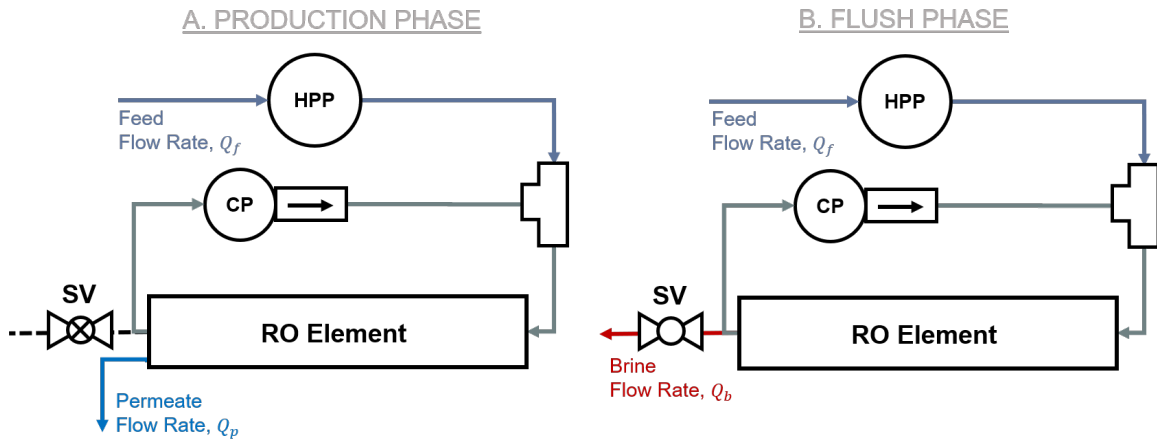 A. PRODUCTION PHASE
HPP
Feed
Flow Rate, Q_f
CP
SV
RO Element
Permeate
Flow Rate, Q_p
B. FLUSH PHASE
HPP
Feed
Flow Rate, Q_f
CP
SV
RO Element
Brine
Flow Rate, Q_b